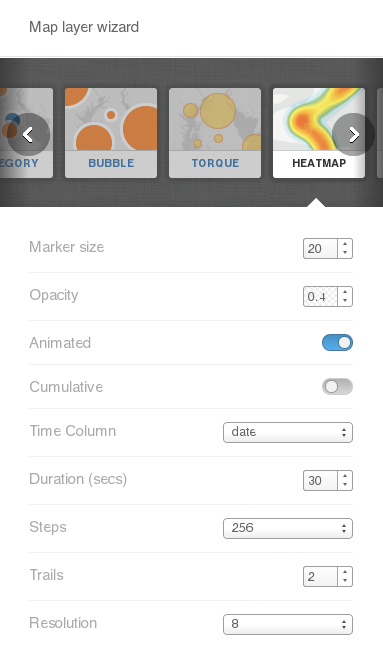 Map layer wizard
EGORY BUBBLE TORQUE HEATMAP
Marker size 20
Opacity 0.4
Animated
Cumulative
Time Column date
Duration (secs) 30
Steps 256
Trails 2
Resolution 8